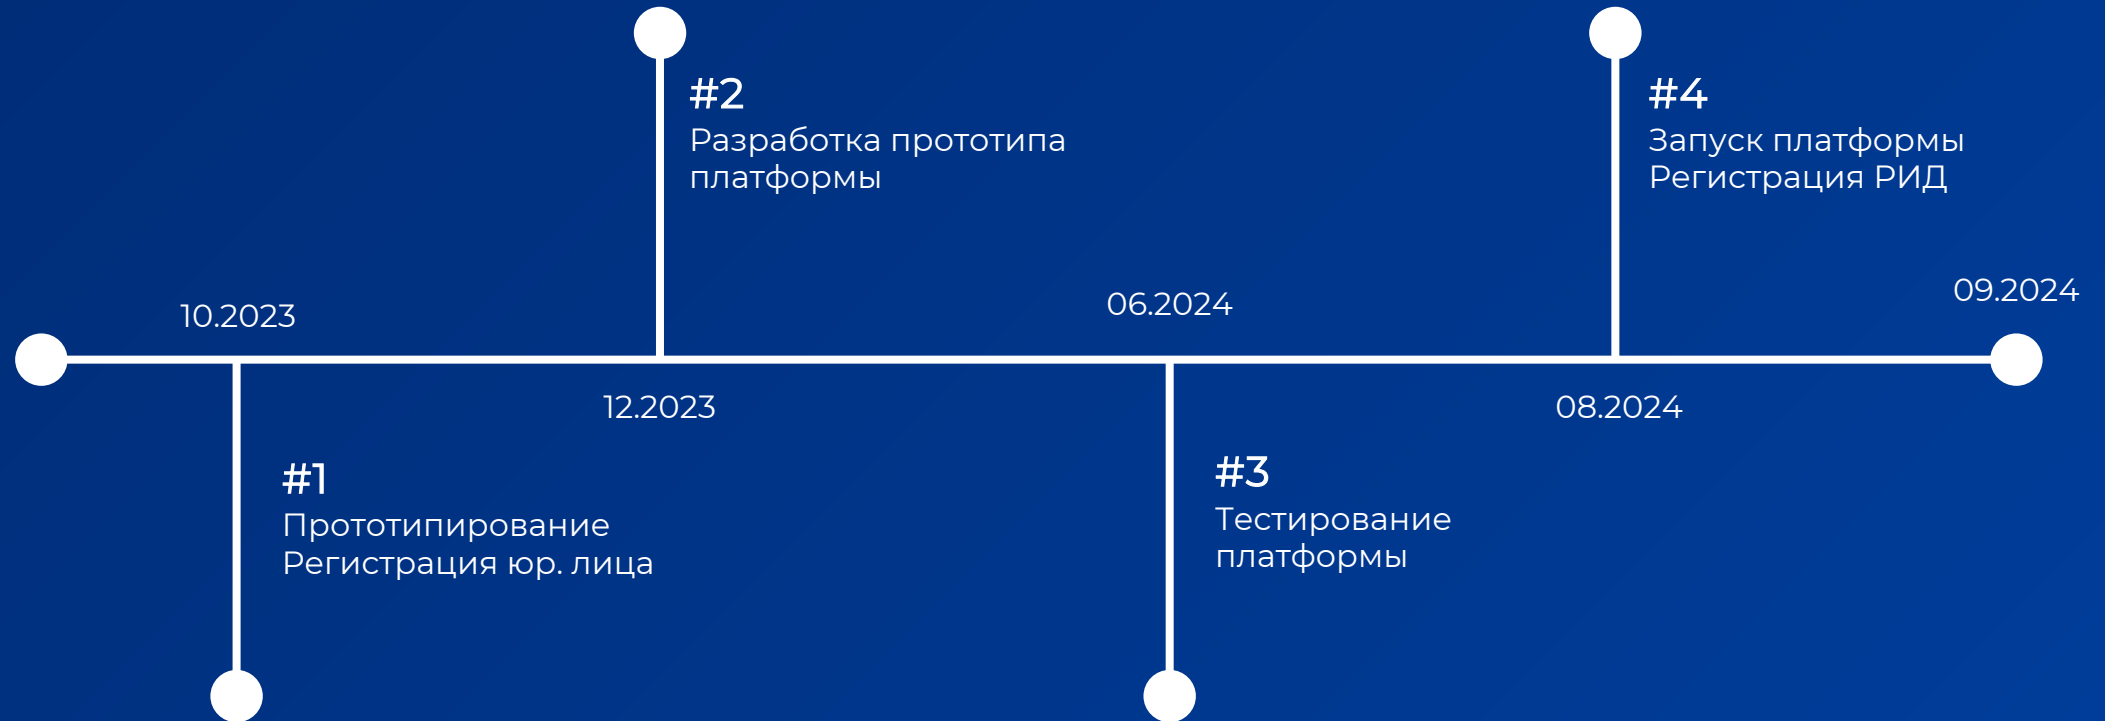 #2
Разработка прототипа
платформы
#4
Запуск платформы
Регистрация РИД
10.2023
06.2024
09.2024
12.2023
08.2024
#1
Прототипирование
Регистрация юр. лица
#3
Тестирование
платформы